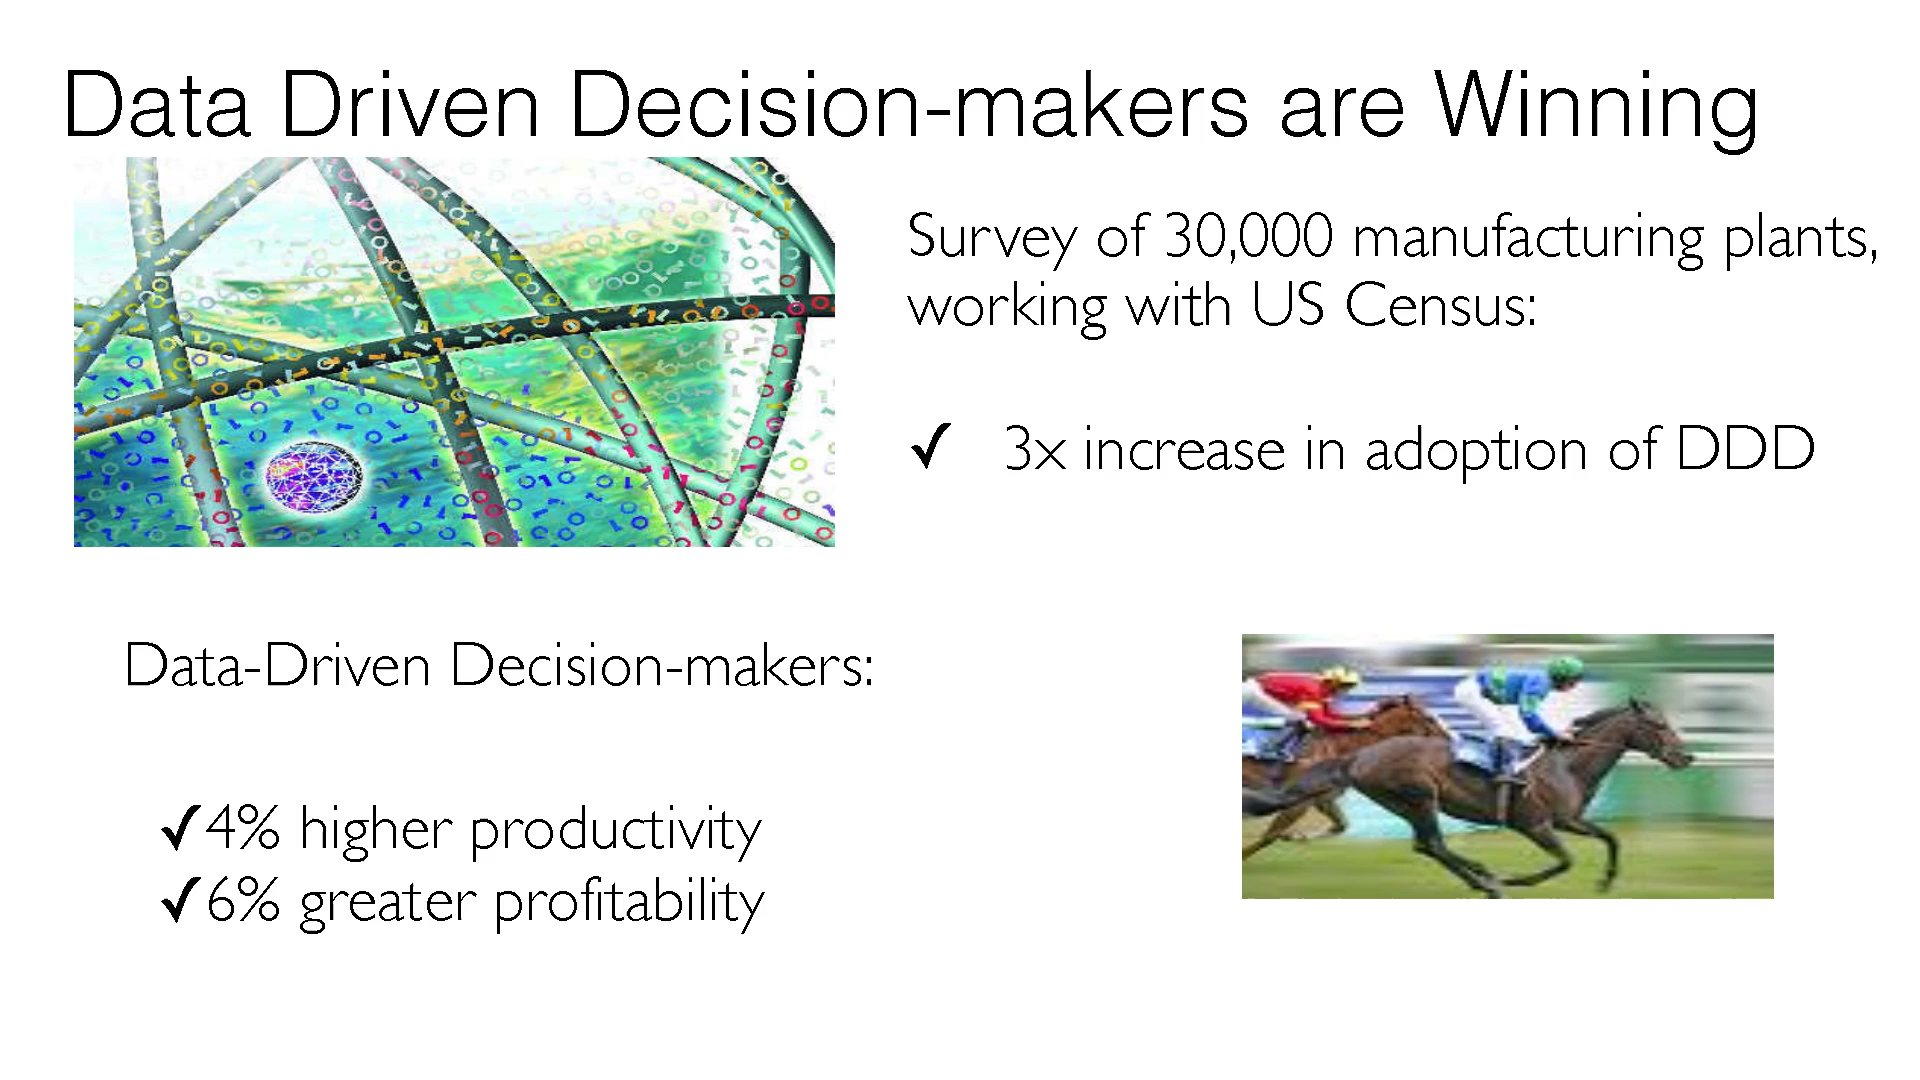 Data Driven Decision-makers are Winning
Survey of 30,000 manufacturing plants,
working with US Census:
✓ 3x increase in adoption of DDD
Data-Driven Decision-makers:
✓4% higher productivity
✓6% greater profitability